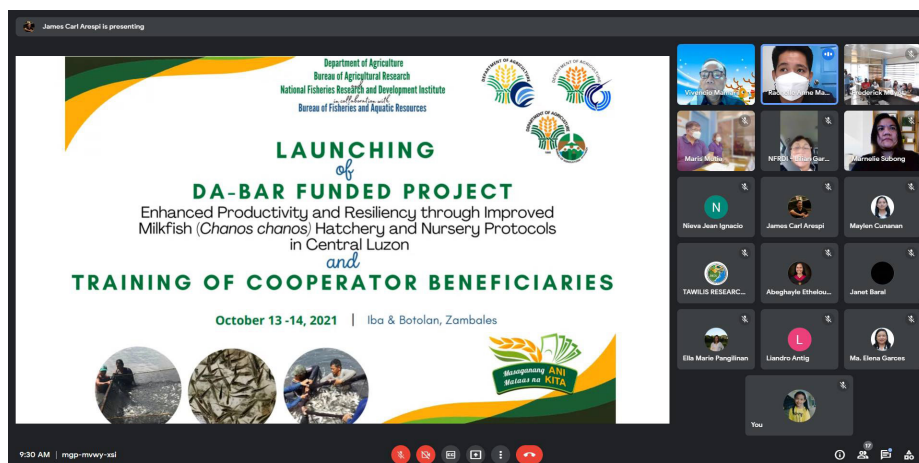 James Carl Arespi is presenting
Department of Agriculture
Bureau of Agricultural Research
National Fisheries Research and Development Institute
in collaboration with
Bureau of Fisheries and Aquatic Resources
LAUNCHING
of
DA-BAR FUNDED PROJECT
Enhanced Productivity and Resiliency through Improved
Milkfish (Chanos chanos) Hatchery and Nursery Protocols
in Central Luzon
and
TRAINING OF COOPERATOR BENEFICIARIES
October 13 -14, 2021 | Iba & Botolan, Zambales
Masaganang ANI
Mataas na KITA
Maris Mutia
NFRDI - Lilian Gar...
Marnelie Subong
N
Nieva Jean Ignacio
James Carl Arespi
Maylen Cunanan
TAWILIS RESEARC...
Abeghayle Ethelou...
Janet Baral
Ella Marie Pangilinan
L
Liandro Antig
Ma. Elena Garces
You
9:30 AM | mgp-mvwy-xsi
17